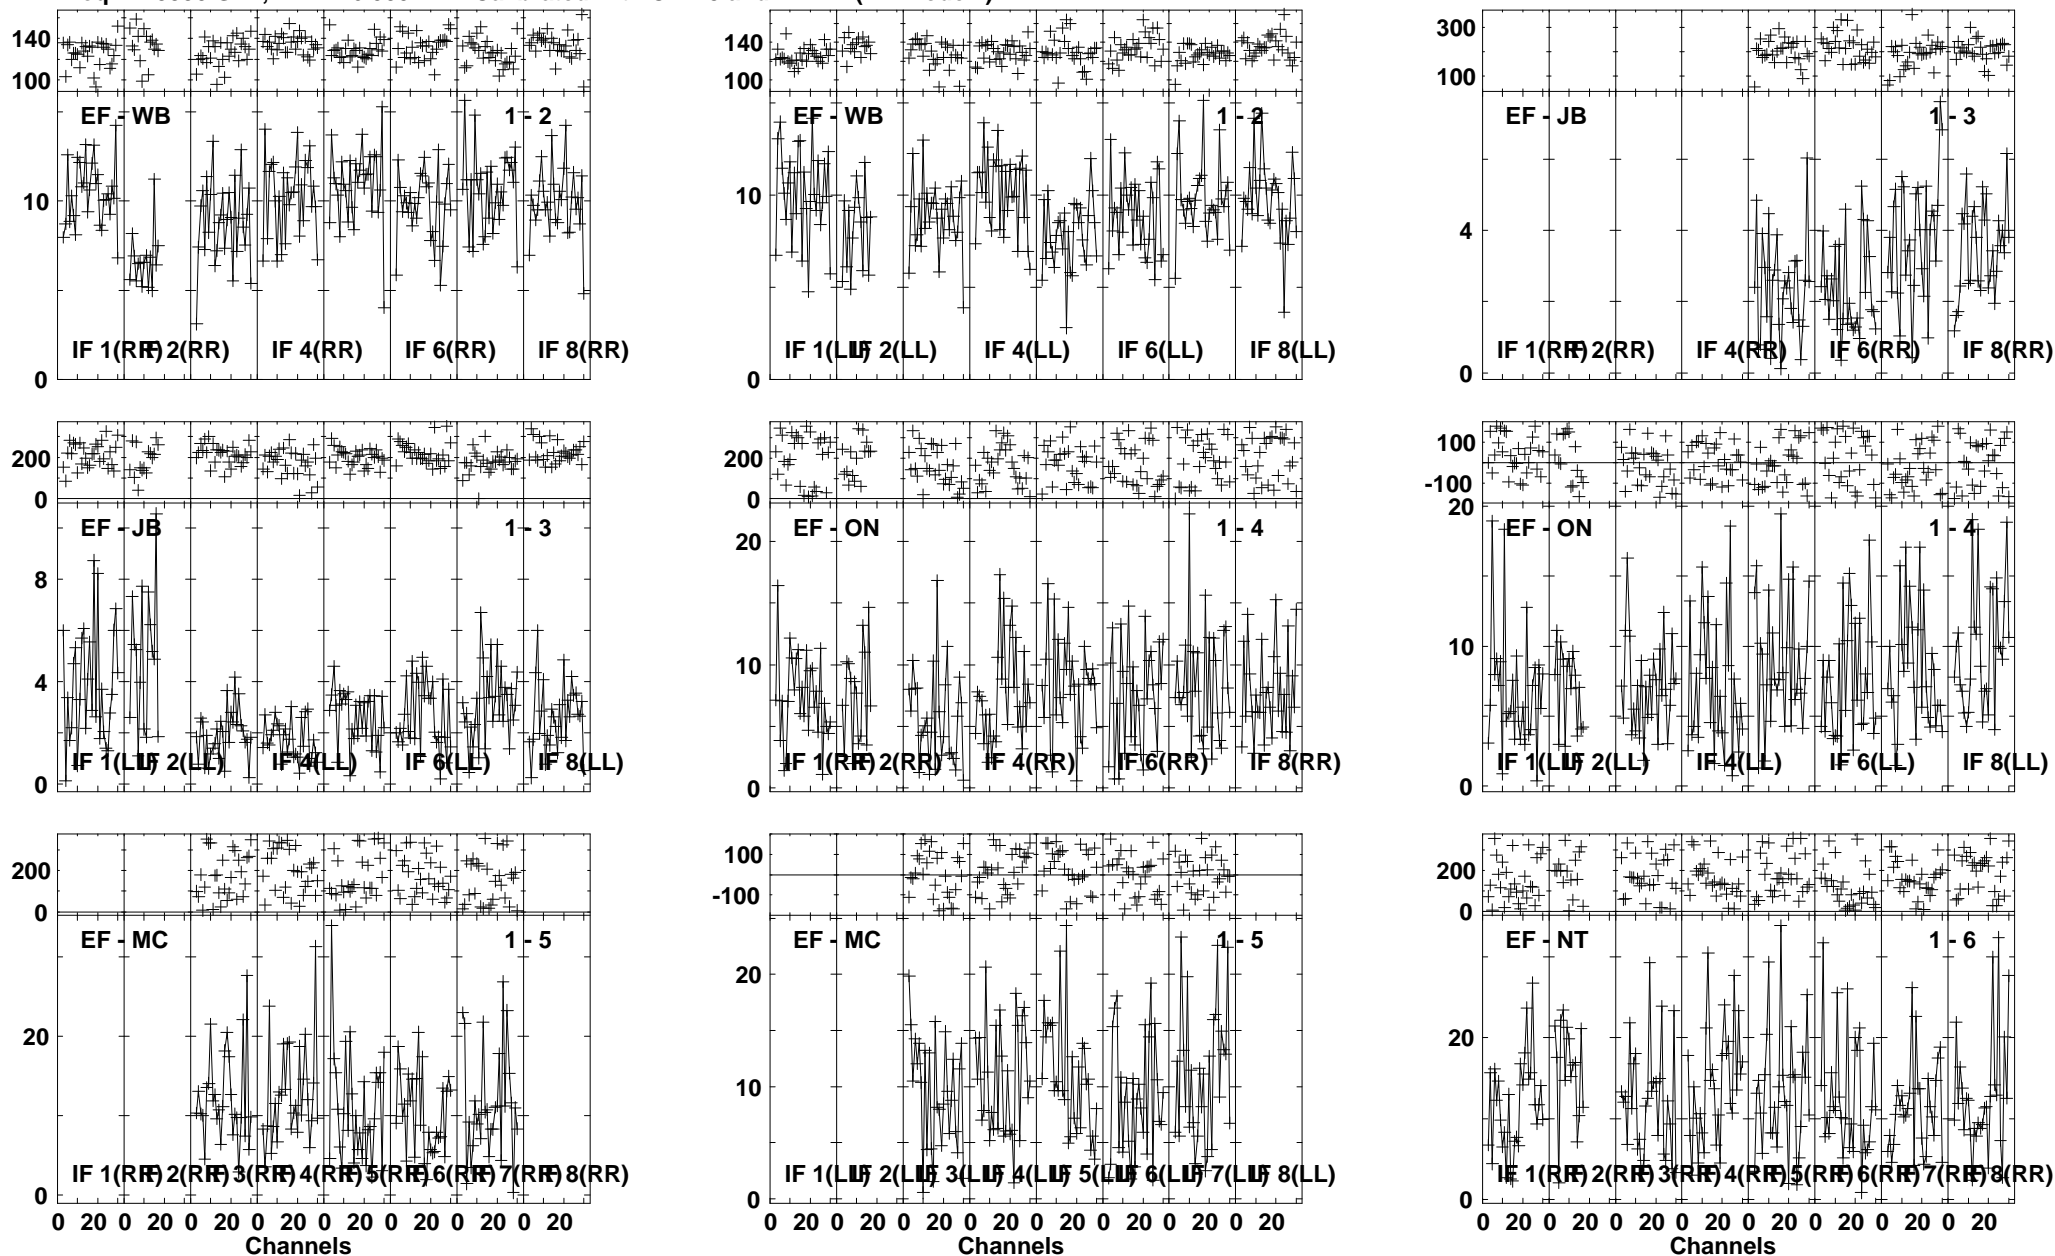 140
100
EF - WB
1 - 2
10
IF 1(RR)
IF 2(RR)
IF 4(RR)
IF 6(RR)
IF 8(RR)
0
140
100
EF - WB
1 - 2
10
IF 1(LL)
IF 2(LL)
IF 4(LL)
IF 6(LL)
IF 8(LL)
0
300
100
EF - JB
1 - 3
4
IF 1(RR)
IF 2(RR)
IF 4(RR)
IF 6(RR)
IF 8(RR)
0
200
0
EF - JB
1 - 3
8
4
IF 1(LL)
IF 2(LL)
IF 4(LL)
IF 6(LL)
IF 8(LL)
0
200
0
EF - ON
1 - 4
20
10
IF 1(RR)
IF 2(RR)
IF 4(RR)
IF 6(RR)
IF 8(RR)
0
100
-100
20
EF - ON
1 - 4
10
IF 1(LL)
IF 2(LL)
IF 4(LL)
IF 6(LL)
IF 8(LL)
0
200
0
EF - MC
1 - 5
20
IF 1(RR)
IF 2(RR)
IF 3(RR)
IF 4(RR)
IF 5(RR)
IF 6(RR)
IF 7(RR)
IF 8(RR)
0
0 20 0 20 0 20 0 20 0 20 0 20 0 20 0 20
Channels
100
-100
EF - MC
1 - 5
20
10
IF 1(LL)
IF 2(LL)
IF 3(LL)
IF 4(LL)
IF 5(LL)
IF 6(LL)
IF 7(LL)
IF 8(LL)
0
0 20 0 20 0 20 0 20 0 20 0 20 0 20 0 20
Channels
200
0
EF - NT
1 - 6
20
IF 1(RR)
IF 2(RR)
IF 3(RR)
IF 4(RR)
IF 5(RR)
IF 6(RR)
IF 7(RR)
IF 8(RR)
0
0 20 0 20 0 20 0 20 0 20 0 20 0 20 0 20
Channels